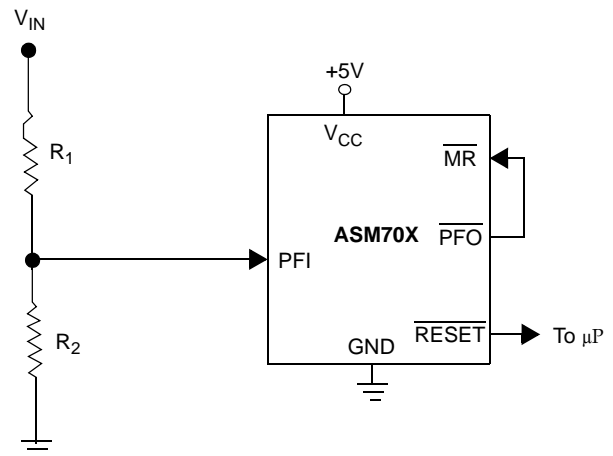 VIN
+5V
VCC
MR
R1
ASM70X
PFO
PFI
RESET
To μP
GND
R2